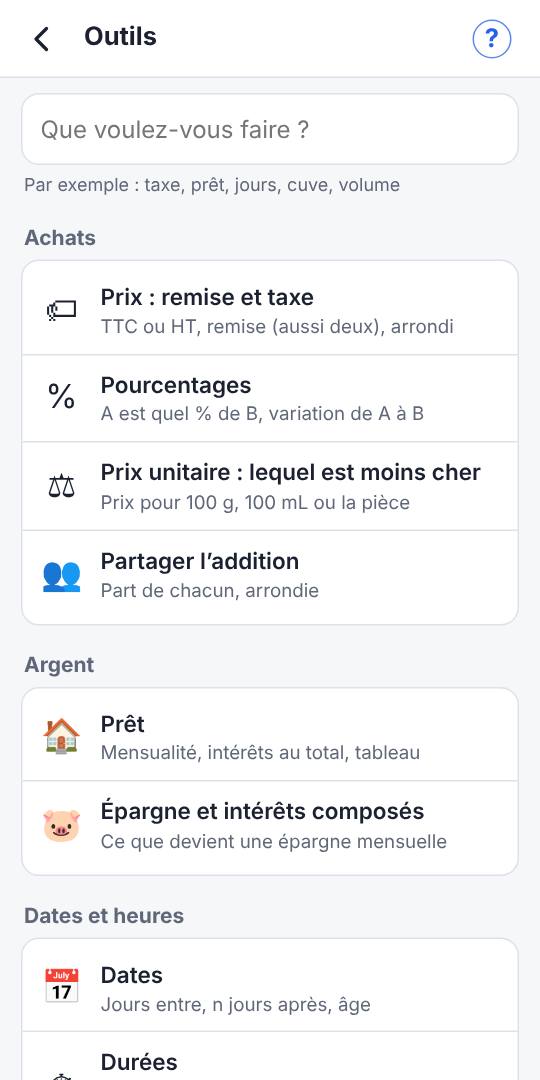 Outils
?
Que voulez-vous faire ?
Par exemple : taxe, prêt, jours, cuve, volume
Achats
Prix : remise et taxe
TTC ou HT, remise (aussi deux), arrondi
%
Pourcentages
A est quel % de B, variation de A à B
Prix unitaire : lequel est moins cher
Prix pour 100 g, 100 mL ou la pièce
Partager l’addition
Part de chacun, arrondie
Argent
Prêt
Mensualité, intérêts au total, tableau
Épargne et intérêts composés
Ce que devient une épargne mensuelle
Dates et heures
July
17
Dates
Jours entre, n jours après, âge
Durées